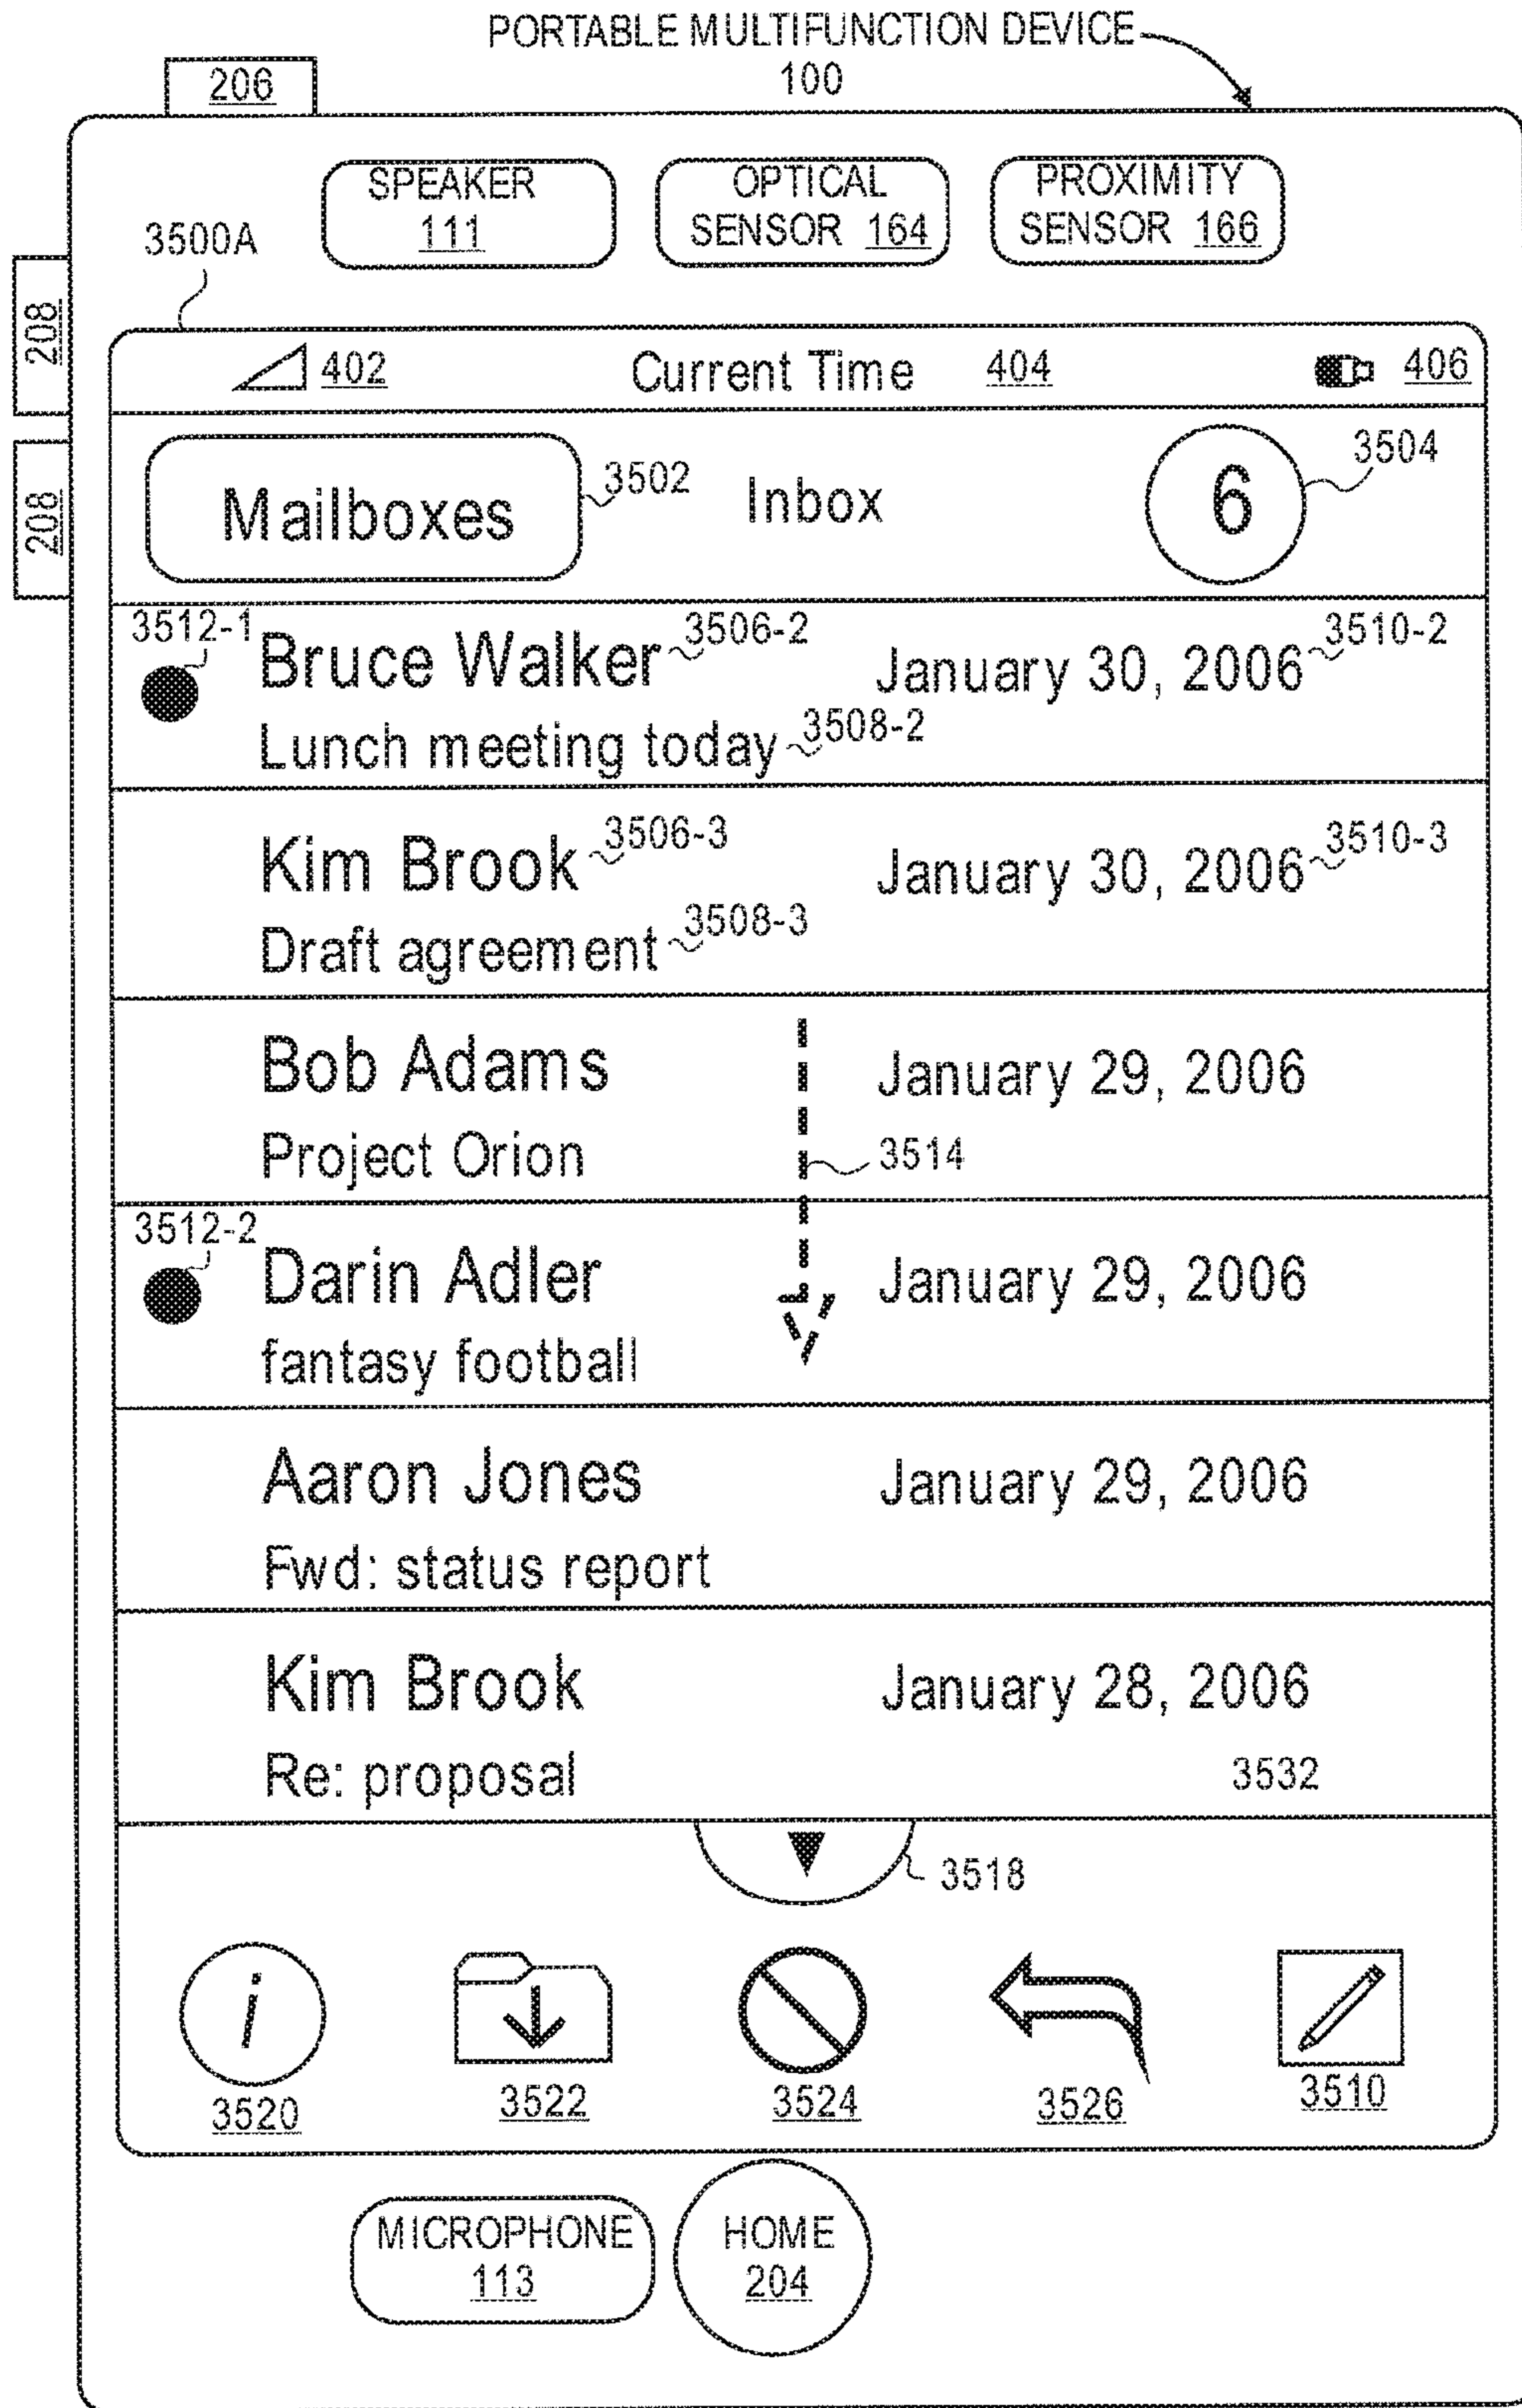 PORTABLE MULTIFUNCTION DEVICE
100
206
SPEAKER
111
OPTICAL
SENSOR 164
PROXIMITY
SENSOR 166
3500A
208
208
402 Current Time 404 406
Mailboxes 3502 Inbox 6 3504
3512-1 Bruce Walker 3506-2 January 30, 2006 3510-2
Lunch meeting today 3508-2
Kim Brook 3506-3 January 30, 2006 3510-3
Draft agreement 3508-3
Bob Adams January 29, 2006
Project Orion 3514
3512-2 Darin Adler January 29, 2006
fantasy football
Aaron Jones January 29, 2006
Fwd: status report
Kim Brook January 28, 2006
Re: proposal 3532
3518
i
3520 3522 3524 3526 3510
MICROPHONE
113
HOME
204